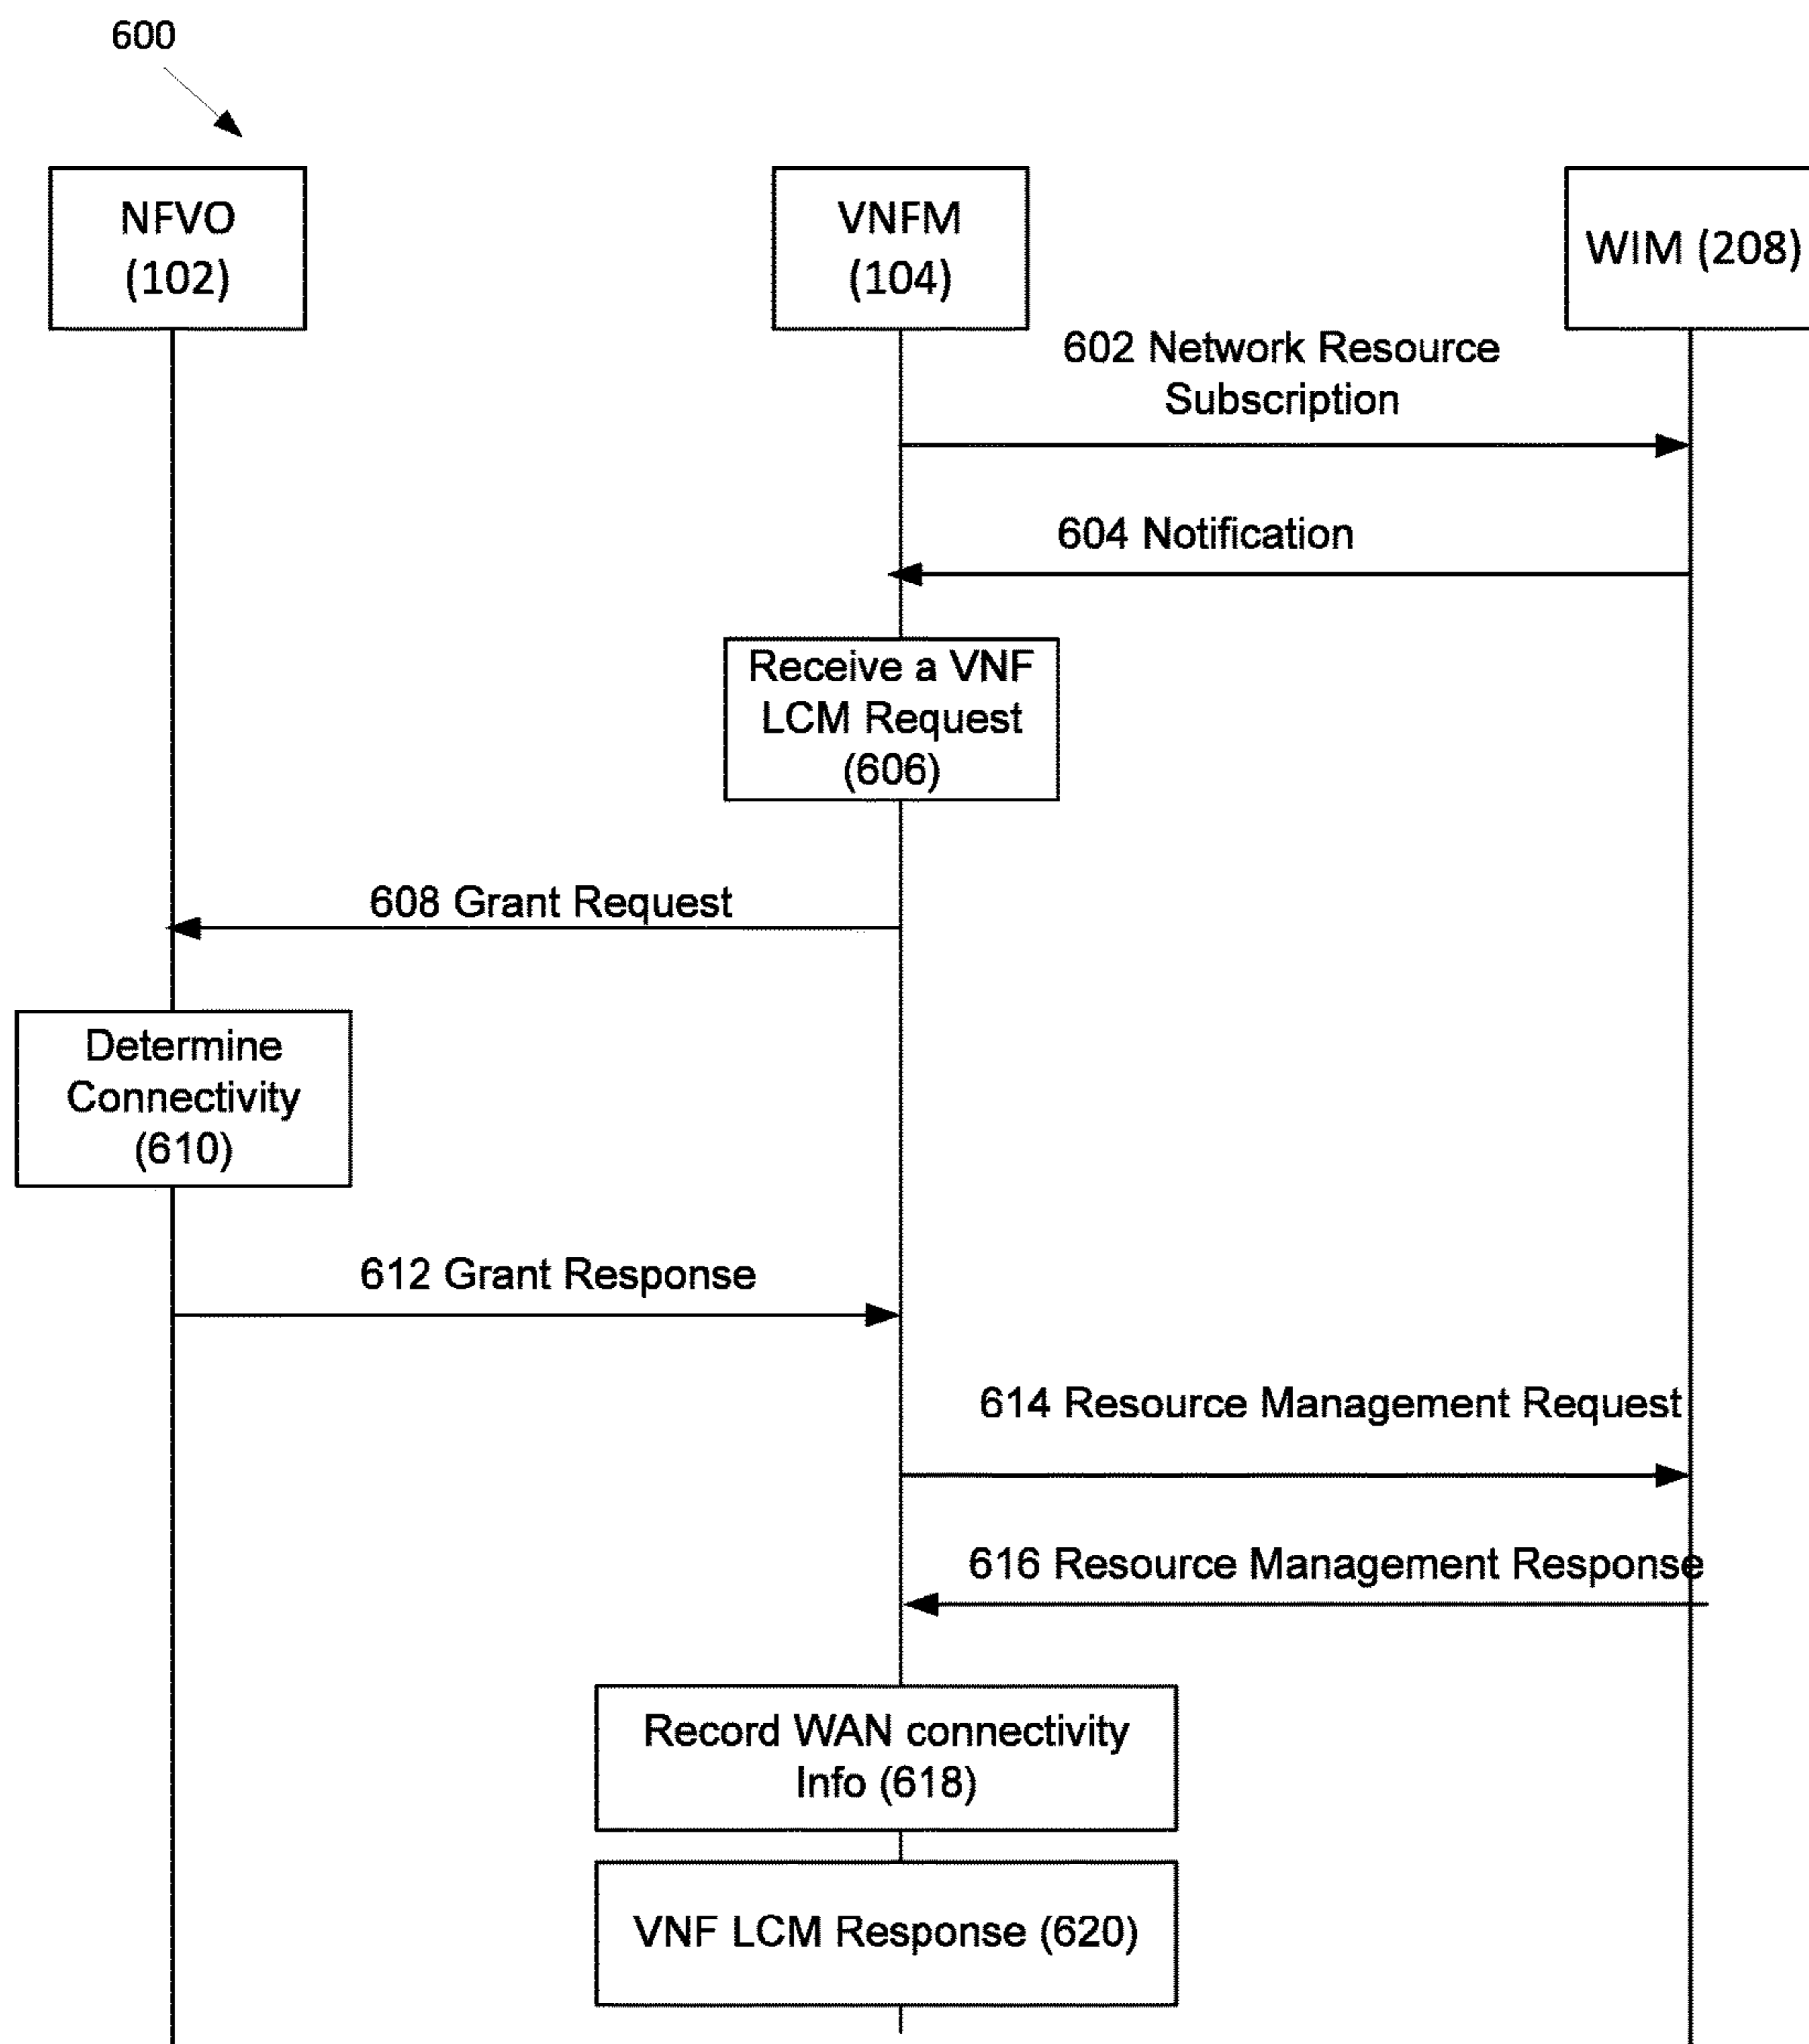 600
NFVO
(102)
VNFM
(104)
WIM (208)
602 Network Resource
Subscription
604 Notification
Receive a VNF
LCM Request
(606)
608 Grant Request
Determine
Connectivity
(610)
612 Grant Response
614 Resource Management Request
616 Resource Management Response
Record WAN connectivity
Info (618)
VNF LCM Response (620)